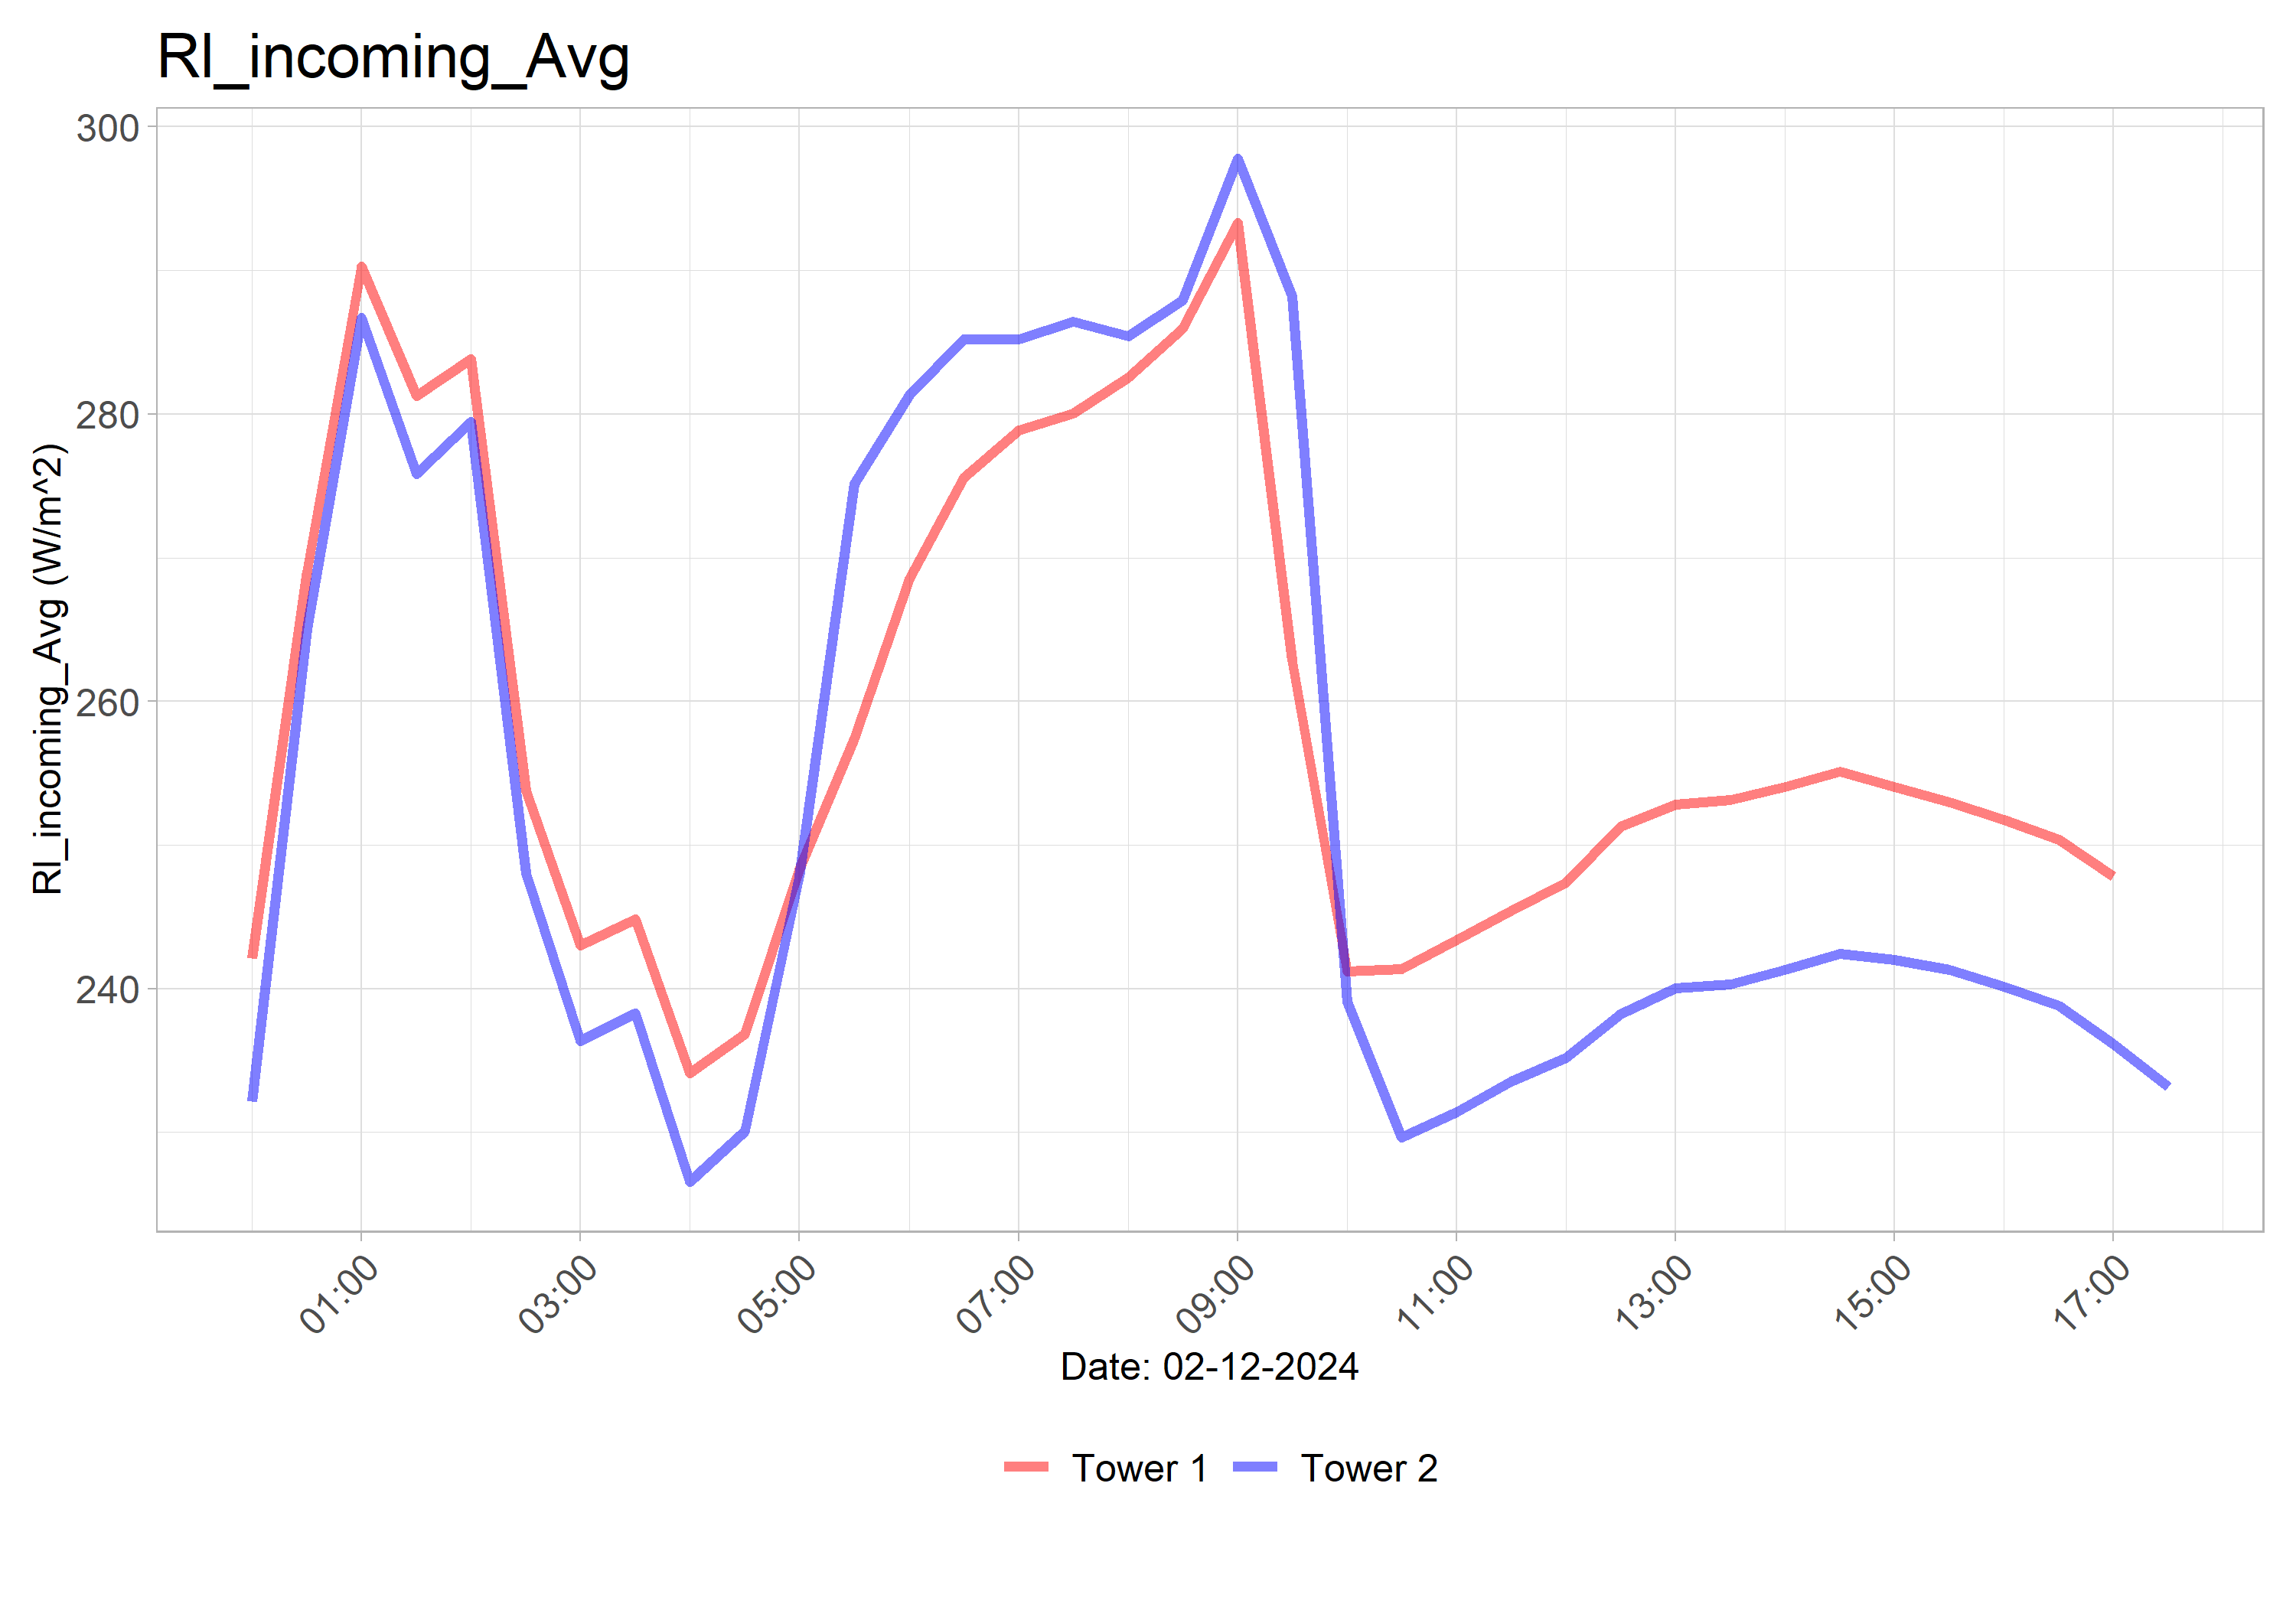 Rl_incoming_Avg
Rl_incoming_Avg (W/m^2)
300
280
260
240
01:00 03:00 05:00 07:00 09:00 11:00 13:00 15:00 17:00
Date: 02-12-2024
Tower 1 Tower 2